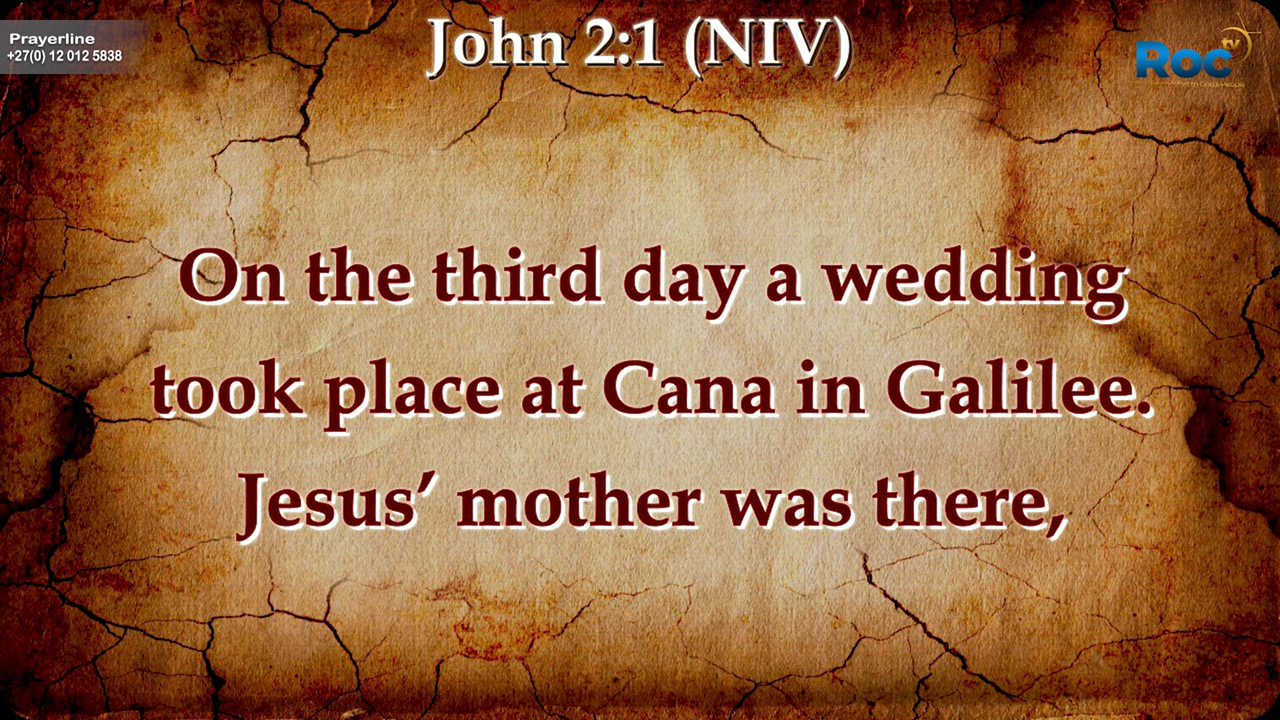 John 2:1 (NIV)
Prayerline
+27(0) 12 012 5838
Roc tv
On the third day a wedding
took place at Cana in Galilee.
Jesus’ mother was there,